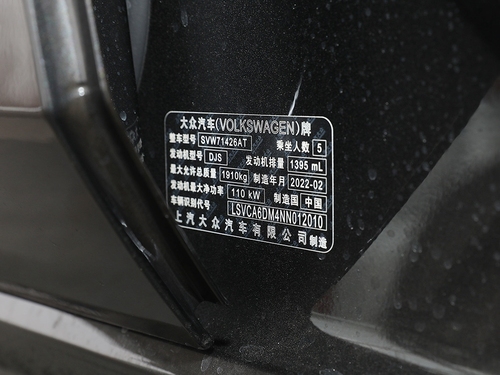 大众汽车(VOLKSWAGEN)牌
整车型号 SVW71426AT 乘坐人数 5
发动机型号 DJS 发动机排量 1395 mL
最大允许总质量 1910kg 制造年月 2022-02
发动机最大净功率 110 kW 制造国 中国
车辆识别代号 LSVCA6DM4NN012010
上汽大众汽车有限公司 制造